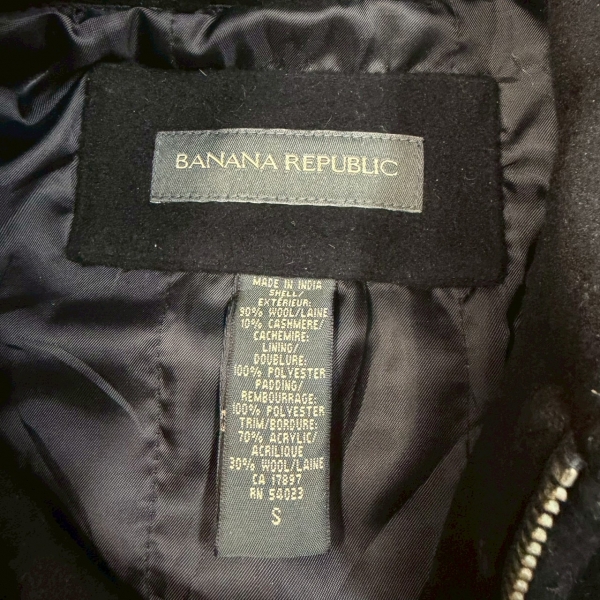 BANANA REPUBLIC
MADE IN INDIA
SHELL/
EXTÉRIEUR:
90% WOOL/LAINE
10% CASHMERE/
CACHEMIRE:
LINING/
DOUBLURE:
100% POLYESTER
PADDING/
REMBOURRAGE:
100% POLYESTER
TRIM/BORDURE:
70% ACRYLIC/
ACRILIQUE
30% WOOL/LAINE
CA 17897
RN 54023
S